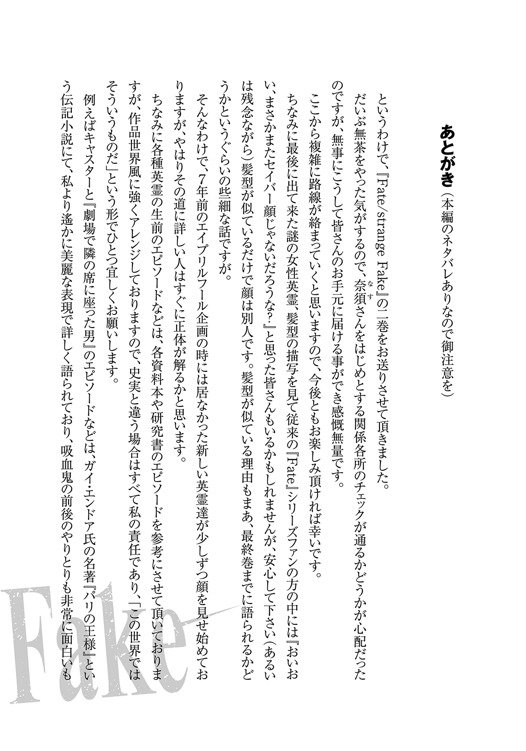 あとがき（本編のネタバレありなので御注意を）
というわけで、『Fate/strange Fake』の二巻をお送りさせて頂きました。
だいぶ無茶をやった気がするので、奈須さんをはじめとする関係各所のチェックが通るかどうかが心配だった
のですが、無事にこうして皆さんのお手元に届ける事ができ感慨無量です。
ここから複雑に路線が絡まっていくと思いますので、今後ともお楽しみ頂ければ幸いです。
ちなみに最後に出て来た謎の女性英霊、髪型の描写を見て従来の『Fate』シリーズファンの方の中には『おいお
い、まさかまたセイバー顔じゃないだろうな？』と思った皆さんもいるかもしれませんが、安心して下さい（あるい
は残念ながら）髪型が似ているだけで顔は別人です。髪型が似ている理由もまあ、最終巻までに語られるかど
うかというぐらいの些細な話ですが。
そんなわけで、７年前のエイプリルフール企画の時には居なかった新しい英霊達が少しずつ顔を見せ始めてお
りますが、やはりその道に詳しい人はすぐに正体が解るかと思います。
ちなみに各種英霊の生前のエピソードなどは、各資料本や研究書のエピソードを参考にさせて頂いておりま
すが、作品世界風に強くアレンジしておりますので、史実と違う場合はすべて私の責任であり、「この世界では
そういうものだ」という形でひとつ宜しくお願いします。
例えばキャスターと『劇場で隣の席に座った男』のエピソードなどは、ガイ・エンドア氏の名著『パリの王様』とい
う伝記小説にて、私より遙かに美麗な表現で詳しく語られており、吸血鬼の前後のやりとりも非常に面白いも
Fake